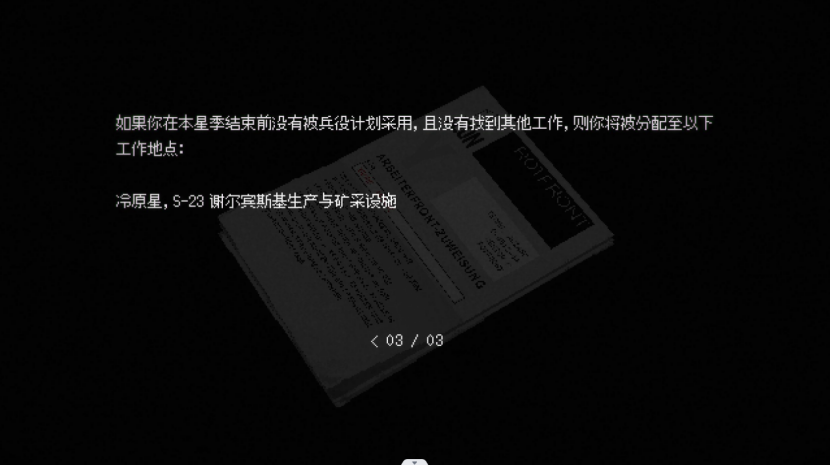 如果你在本星季结束前没有被兵役计划采用,且没有找到其他工作,则你将被分配至以下
工作地点:
冷原星,S-23 谢尔宾斯基生产与矿采设施
ROTFRONT
ARBEITERFRONT-ZUWEISUNG
< 03 / 03